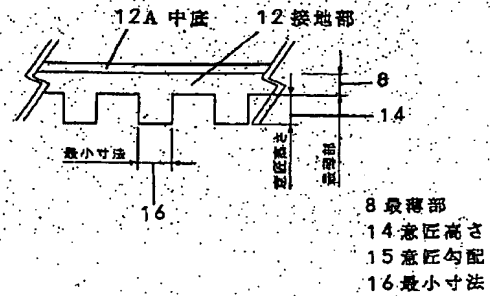 12A 中底
12 接地部
8
14
最小寸法
意匠高さ
最薄部
16
8 最薄部
14 意匠高さ
15 意匠勾配
16 最小寸法